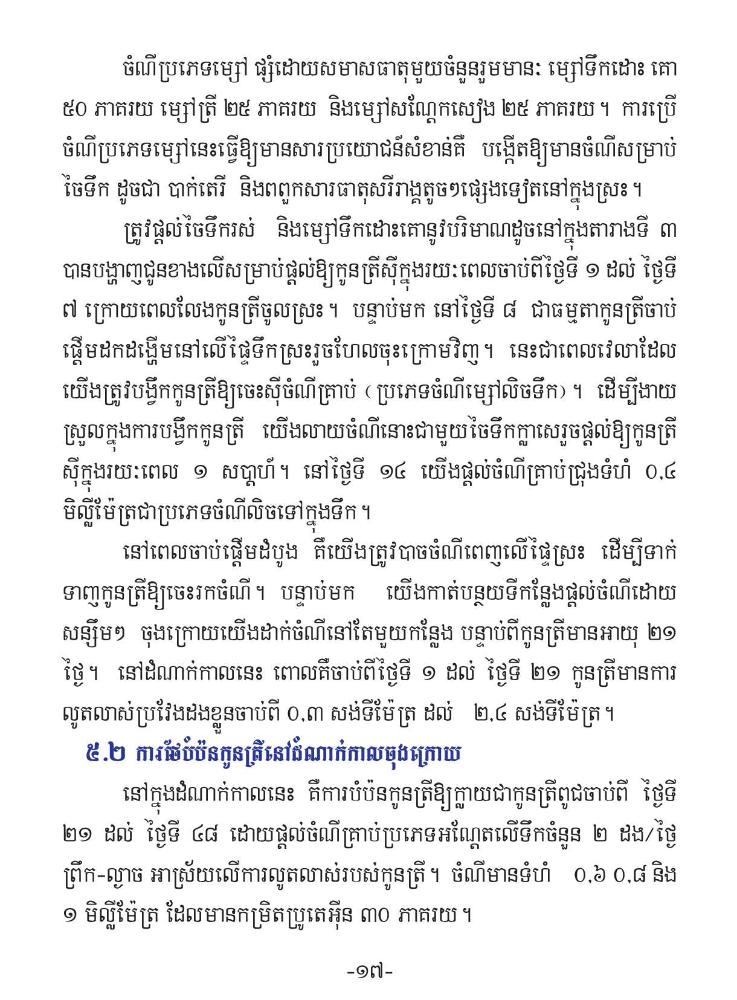 ចំណីប្រភេទម្សៅ ផ្សំដោយសមាសធាតុមួយចំនួនរួមមានៈ ម្សៅទឹកដោះ គោ
៥០ ភាគរយ ម្សៅត្រី ២៥ ភាគរយ និងម្សៅសណ្តែកសៀង ២៥ ភាគរយ។ ការប្រើ
ចំណីប្រភេទម្សៅនេះធ្វើឱ្យមានសារប្រយោជន៍សំខាន់គឺ បង្កើតឱ្យមានចំណីសម្រាប់
ចៃទឹក ដូចជា បាក់តេរី និងពពួកសារធាតុសរីរាង្គតូចៗផ្សេងទៀតនៅក្នុងស្រះ។
ត្រូវផ្តល់ចៃទឹករស់ និងម្សៅទឹកដោះគោនូវបរិមាណដូចនៅក្នុងតារាងទី ៣
បានបង្ហាញជូនខាងលើសម្រាប់ផ្តល់ឱ្យកូនត្រីស៊ីក្នុងរយៈពេលចាប់ពីថ្ងៃទី ១ ដល់ ថ្ងៃទី
៧ ក្រោយពេលលែងកូនត្រីចូលស្រះ។ បន្ទាប់មក នៅថ្ងៃទី ៨ ជាធម្មតាកូនត្រីចាប់
ផ្តើមដកដង្ហើមនៅលើផ្ទៃទឹកស្រះរួចហែលចុះក្រោមវិញ។ នេះជាពេលវេលាដែល
យើងត្រូវបង្វឹកកូនត្រីឱ្យចេះស៊ីចំណីគ្រាប់ (ប្រភេទចំណីម្សៅលិចទឹក)។ ដើម្បីងាយ
ស្រួលក្នុងការបង្វឹកកូនត្រី យើងលាយចំណីនោះជាមួយចៃទឹកក្លាសេរួចផ្តល់ឱ្យកូនត្រី
ស៊ីក្នុងរយៈពេល ១ សប្តាហ៍។ នៅថ្ងៃទី ១៤ យើងផ្តល់ចំណីគ្រាប់ជ្រុងទំហំ ០,៤
មិល្លីម៉ែត្រជាប្រភេទចំណីលិចទៅក្នុងទឹក។
នៅពេលចាប់ផ្តើមដំបូង គឺយើងត្រូវបាចចំណីពេញលើផ្ទៃស្រះ ដើម្បីទាក់
ទាញកូនត្រីឱ្យចេះរកចំណី។ បន្ទាប់មក យើងកាត់បន្ថយទីកន្លែងផ្តល់ចំណីដោយ
សន្សឹមៗ ចុងក្រោយយើងដាក់ចំណីនៅតែមួយកន្លែង បន្ទាប់ពីកូនត្រីមានអាយុ ២១
ថ្ងៃ។ នៅដំណាក់កាលនេះ ពោលគឺចាប់ពីថ្ងៃទី ១ ដល់ ថ្ងៃទី ២១ កូនត្រីមានការ
លូតលាស់ប្រវែងដងខ្លួនចាប់ពី ០,៣ សង់ទីម៉ែត្រ ដល់ ២,៤ សង់ទីម៉ែត្រ។
៥.២ ការថែបំប៉នកូនត្រីនៅដំណាក់កាលចុងក្រោយ
នៅក្នុងដំណាក់កាលនេះ គឺការបំប៉នកូនត្រីឱ្យក្លាយជាកូនត្រីពូជចាប់ពី ថ្ងៃទី
២១ ដល់ ថ្ងៃទី ៤៨ ដោយផ្តល់ចំណីគ្រាប់ប្រភេទអណ្តែតលើទឹកចំនួន ២ ដង/ថ្ងៃ
ព្រឹក-ល្ងាច អាស្រ័យលើការលូតលាស់របស់កូនត្រី។ ចំណីមានទំហំ ០,៦ ០,៨ និង
១ មិល្លីម៉ែត្រ ដែលមានកម្រិតប្រូតេអ៊ីន ៣០ ភាគរយ។
-១៧-